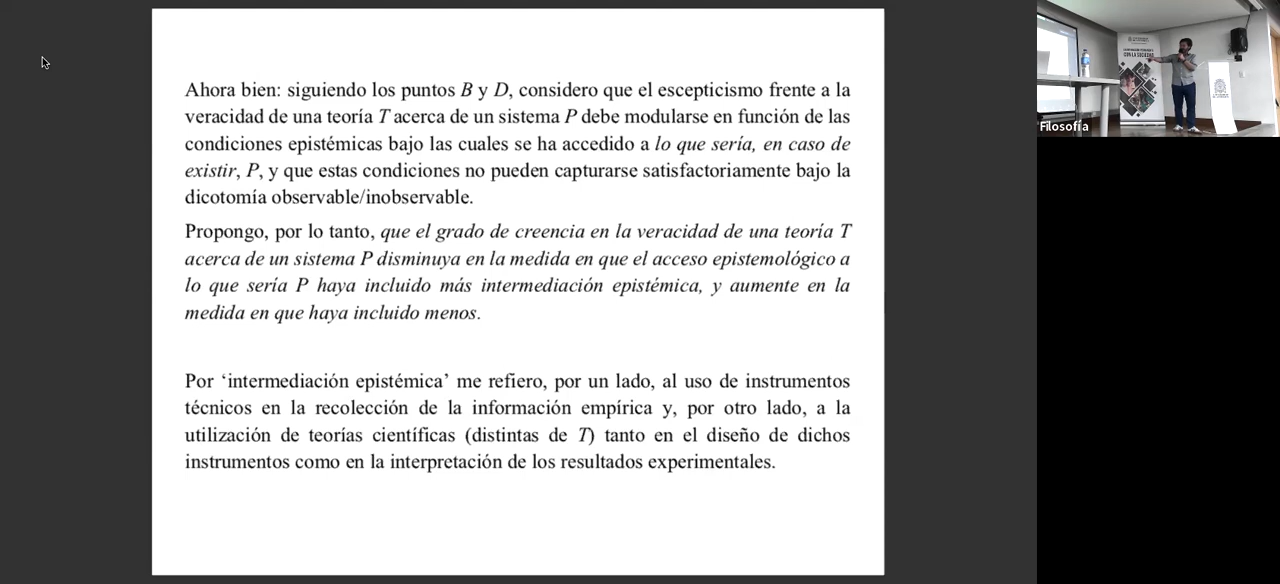 Ahora bien: siguiendo los puntos B y D, considero que el escepticismo frente a la
veracidad de una teoría T acerca de un sistema P debe modularse en función de las
condiciones epistémicas bajo las cuales se ha accedido a lo que sería, en caso de
existir, P, y que estas condiciones no pueden capturarse satisfactoriamente bajo la
dicotomía observable/inobservable.
Propongo, por lo tanto, que el grado de creencia en la veracidad de una teoría T
acerca de un sistema P disminuya en la medida en que el acceso epistemológico a
lo que sería P haya incluido más intermediación epistémica, y aumente en la
medida en que haya incluido menos.
Por ‘intermediación epistémica’ me refiero, por un lado, al uso de instrumentos
técnicos en la recolección de la información empírica y, por otro lado, a la
utilización de teorías científicas (distintas de T) tanto en el diseño de dichos
instrumentos como en la interpretación de los resultados experimentales.
CON LA SOCIEDAD
Filosofía